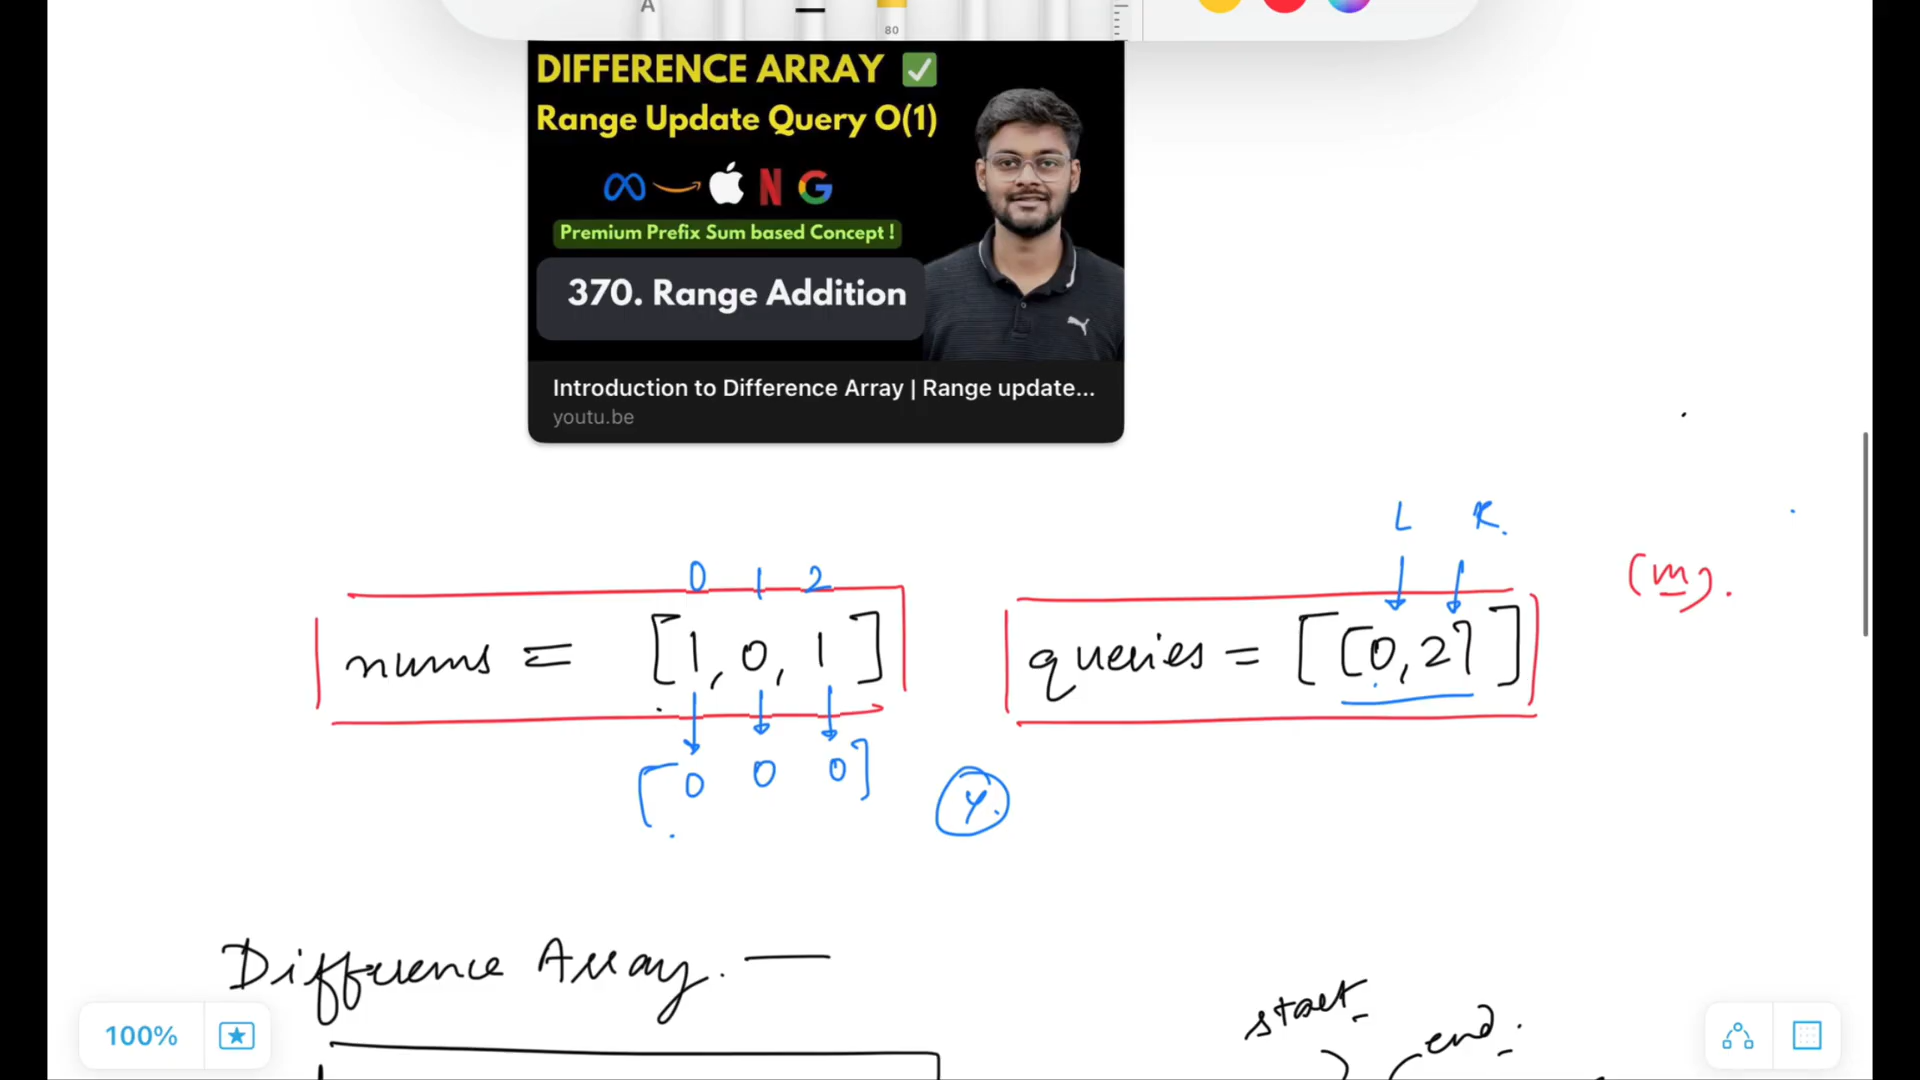 A
80
DIFFERENCE ARRAY ✅
Range Update Query O(1)
Premium Prefix Sum based Concept !
370. Range Addition
Introduction to Difference Array | Range update...
youtu.be
L R.
0 1 2
(m).
nums = [1, 0, 1]
queries = [[0,2]]
[0 0 0]
Y.
Difference Array. —
start.
end.
100%